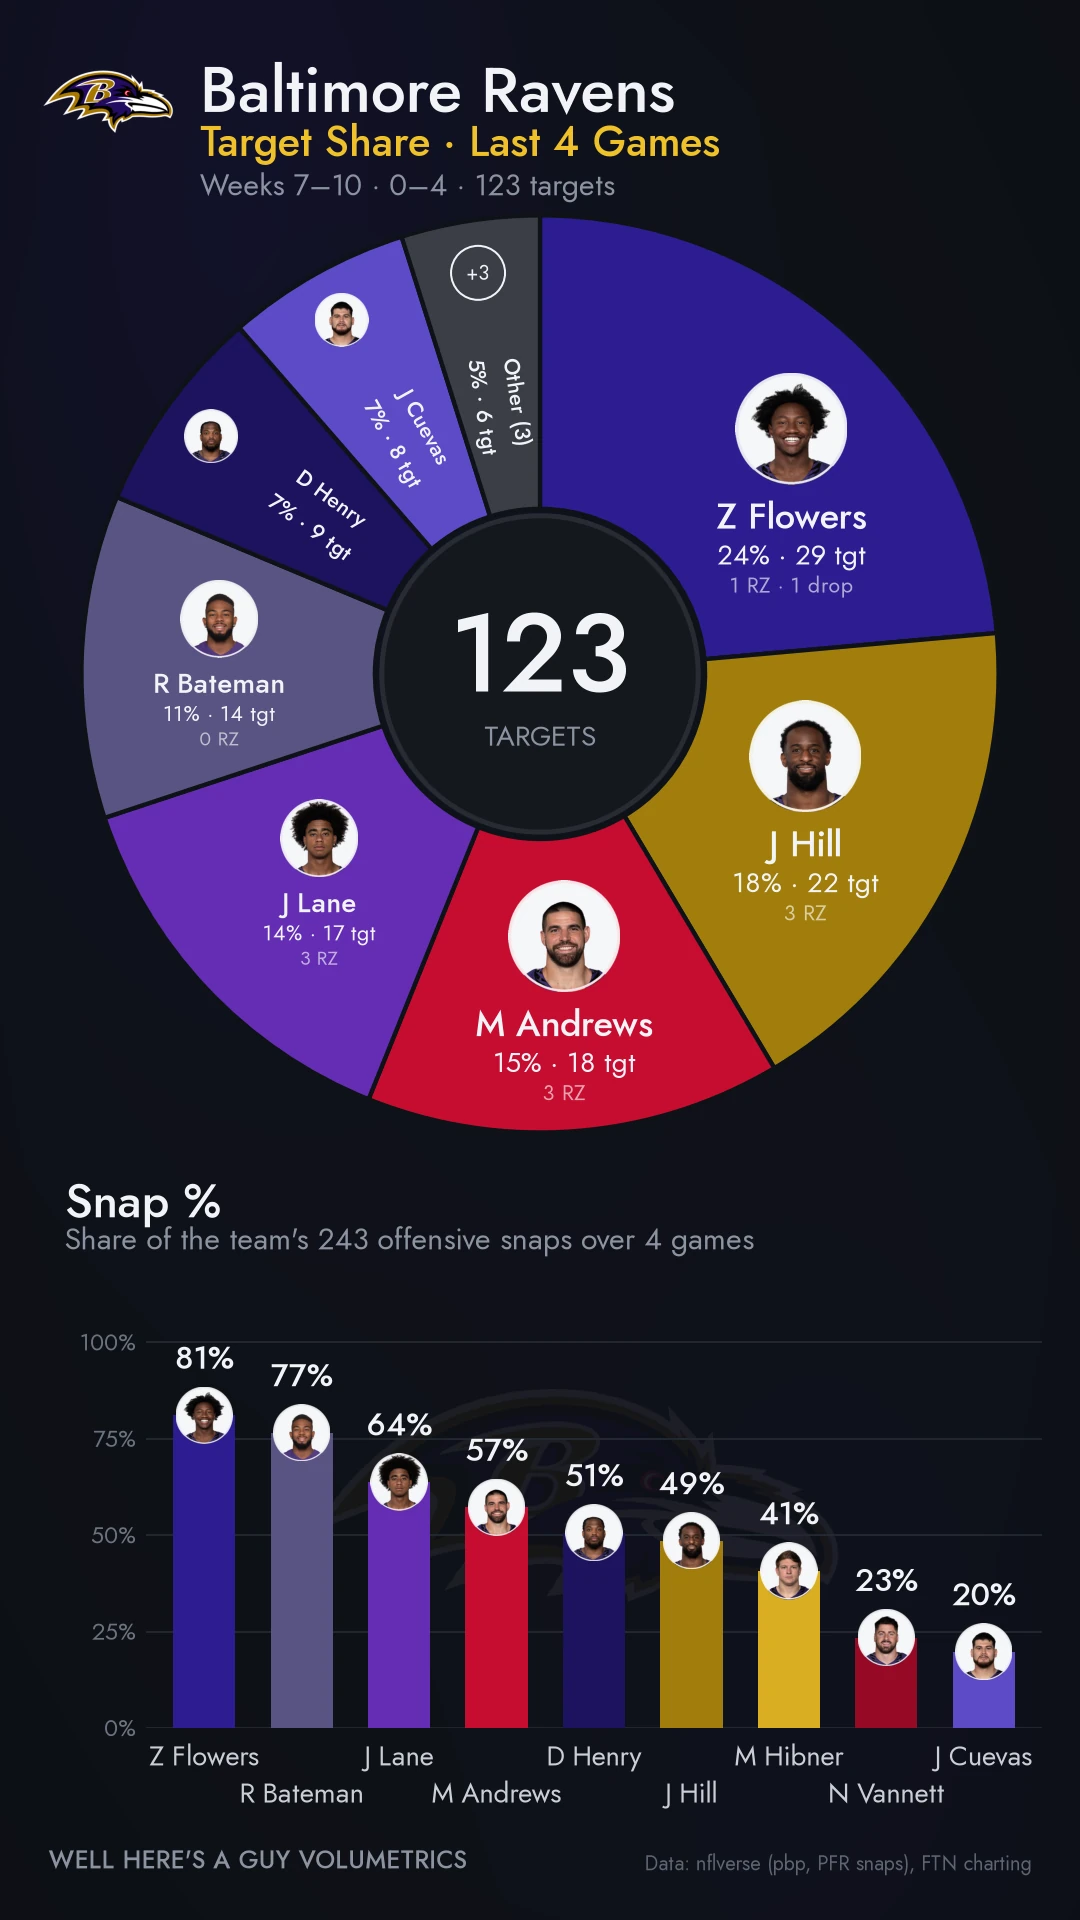 Baltimore Ravens
Target Share · Last 4 Games
Weeks 7–10 · 0–4 · 123 targets
+3
Other (3)
5% · 6 tgt
J Cuevas
7% · 8 tgt
D Henry
7% · 9 tgt
Z Flowers
24% · 29 tgt
1 RZ · 1 drop
R Bateman
11% · 14 tgt
0 RZ
123
TARGETS
J Hill
18% · 22 tgt
3 RZ
J Lane
14% · 17 tgt
3 RZ
M Andrews
15% · 18 tgt
3 RZ
Snap %
Share of the team's 243 offensive snaps over 4 games
100%
75%
50%
25%
0%
81%
77%
64%
57%
51%
49%
41%
23%
20%
Z Flowers
R Bateman
J Lane
M Andrews
D Henry
J Hill
M Hibner
N Vannett
J Cuevas
WELL HERE'S A GUY VOLUMETRICS
Data: nflverse (pbp, PFR snaps), FTN charting